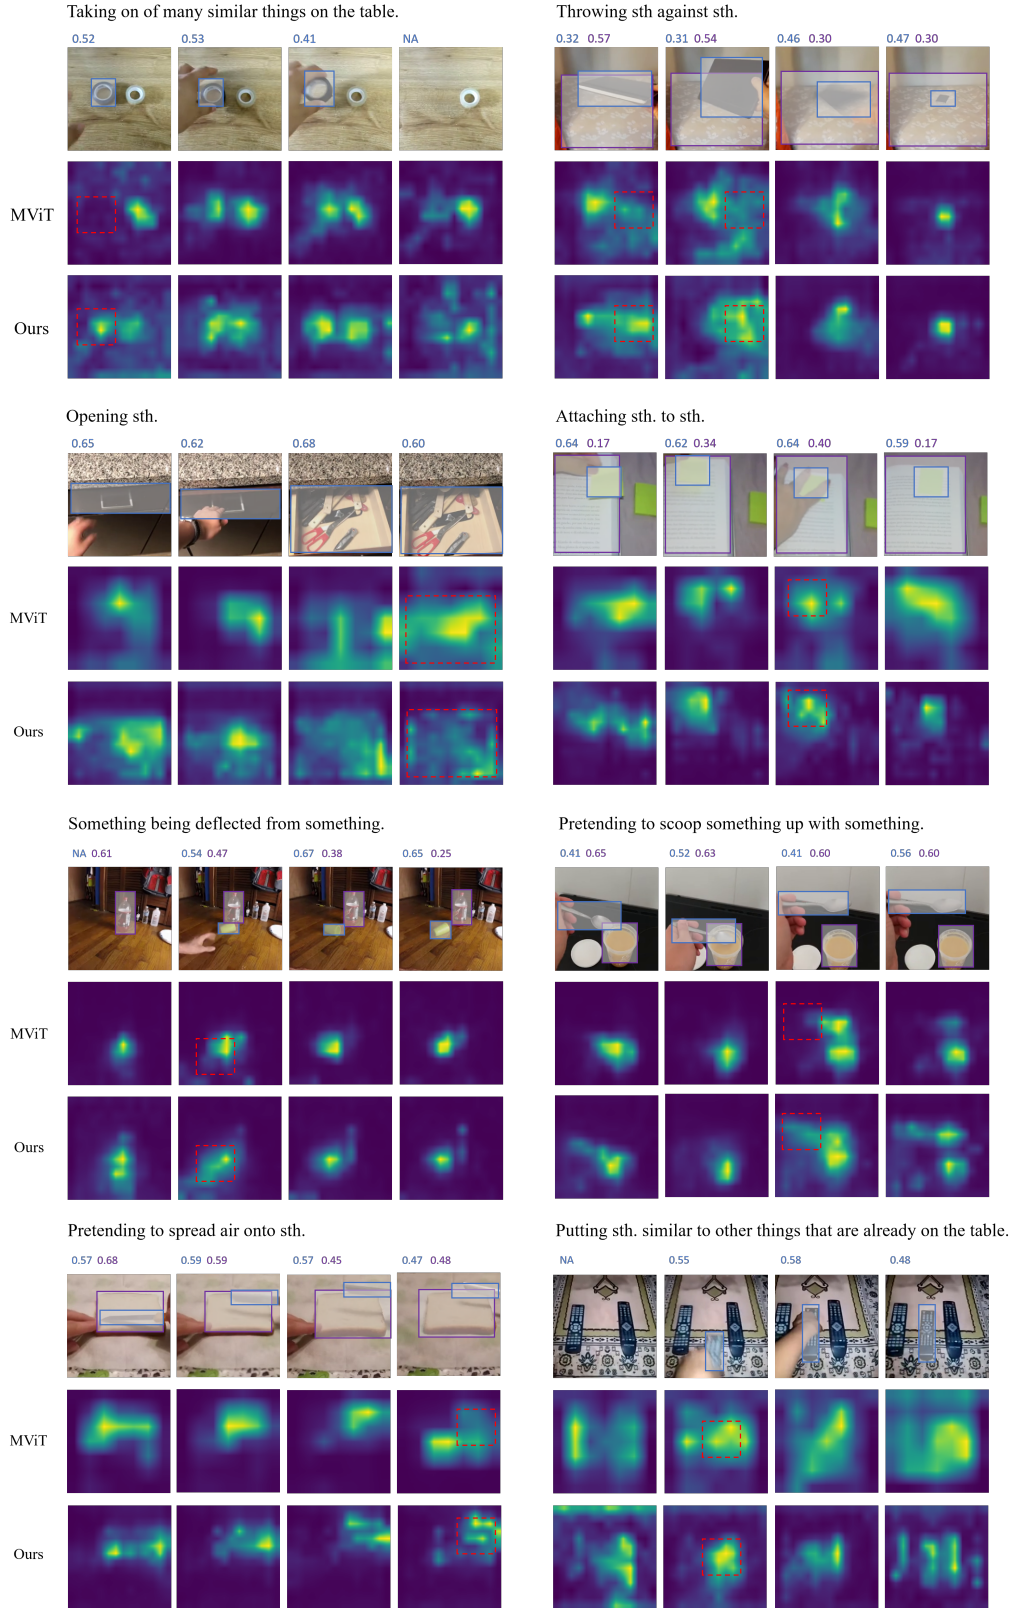 Taking on of many similar things on the table.
0.52 0.53 0.41 NA
MViT
Ours
Throwing sth against sth.
0.32 0.57 0.31 0.54 0.46 0.30 0.47 0.30
Opening sth.
0.65 0.62 0.68 0.60
MViT
Ours
Attaching sth. to sth.
0.64 0.17 0.62 0.34 0.64 0.40 0.59 0.17
Something being deflected from something.
NA 0.61 0.54 0.47 0.67 0.38 0.65 0.25
MViT
Ours
Pretending to scoop something up with something.
0.41 0.65 0.52 0.63 0.41 0.60 0.56 0.60
Pretending to spread air onto sth.
0.57 0.68 0.59 0.59 0.57 0.45 0.47 0.48
MViT
Ours
Putting sth. similar to other things that are already on the table.
NA 0.55 0.58 0.48